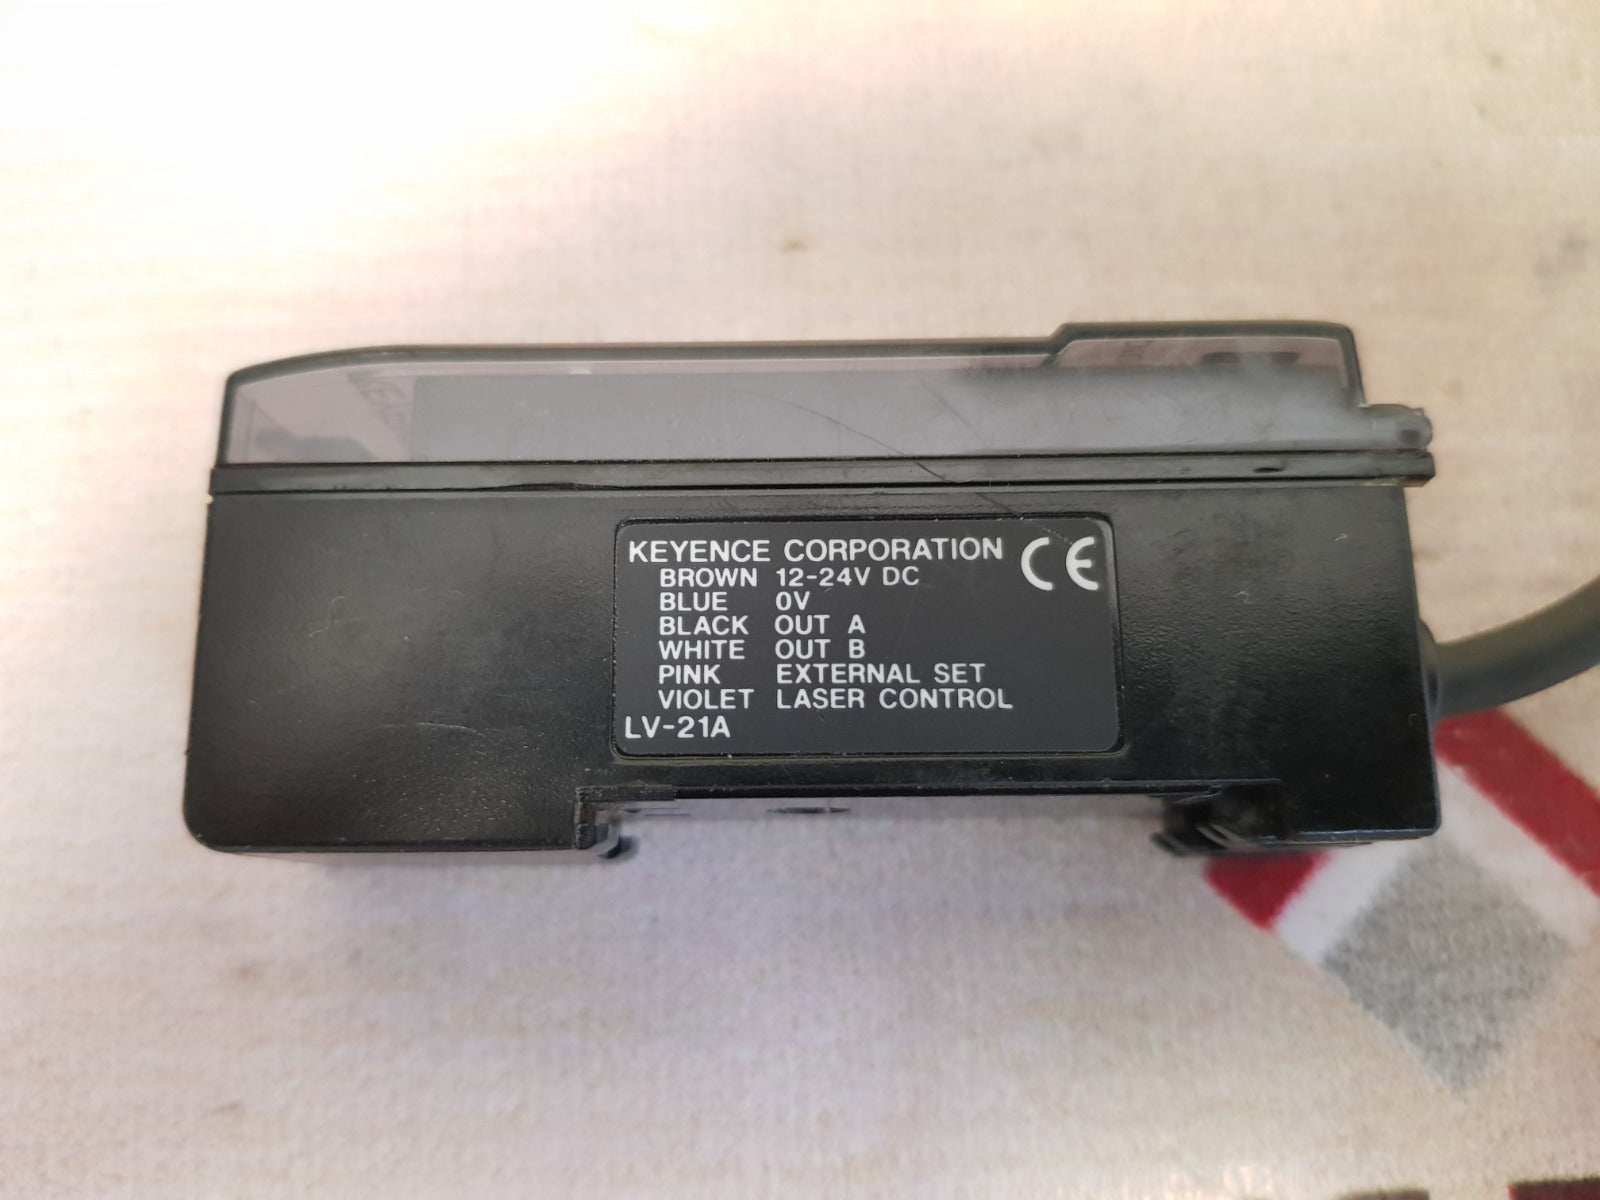 KEYENCE CORPORATION CE
BROWN 12-24V DC
BLUE 0V
BLACK OUT A
WHITE OUT B
PINK EXTERNAL SET
VIOLET LASER CONTROL
LV-21A